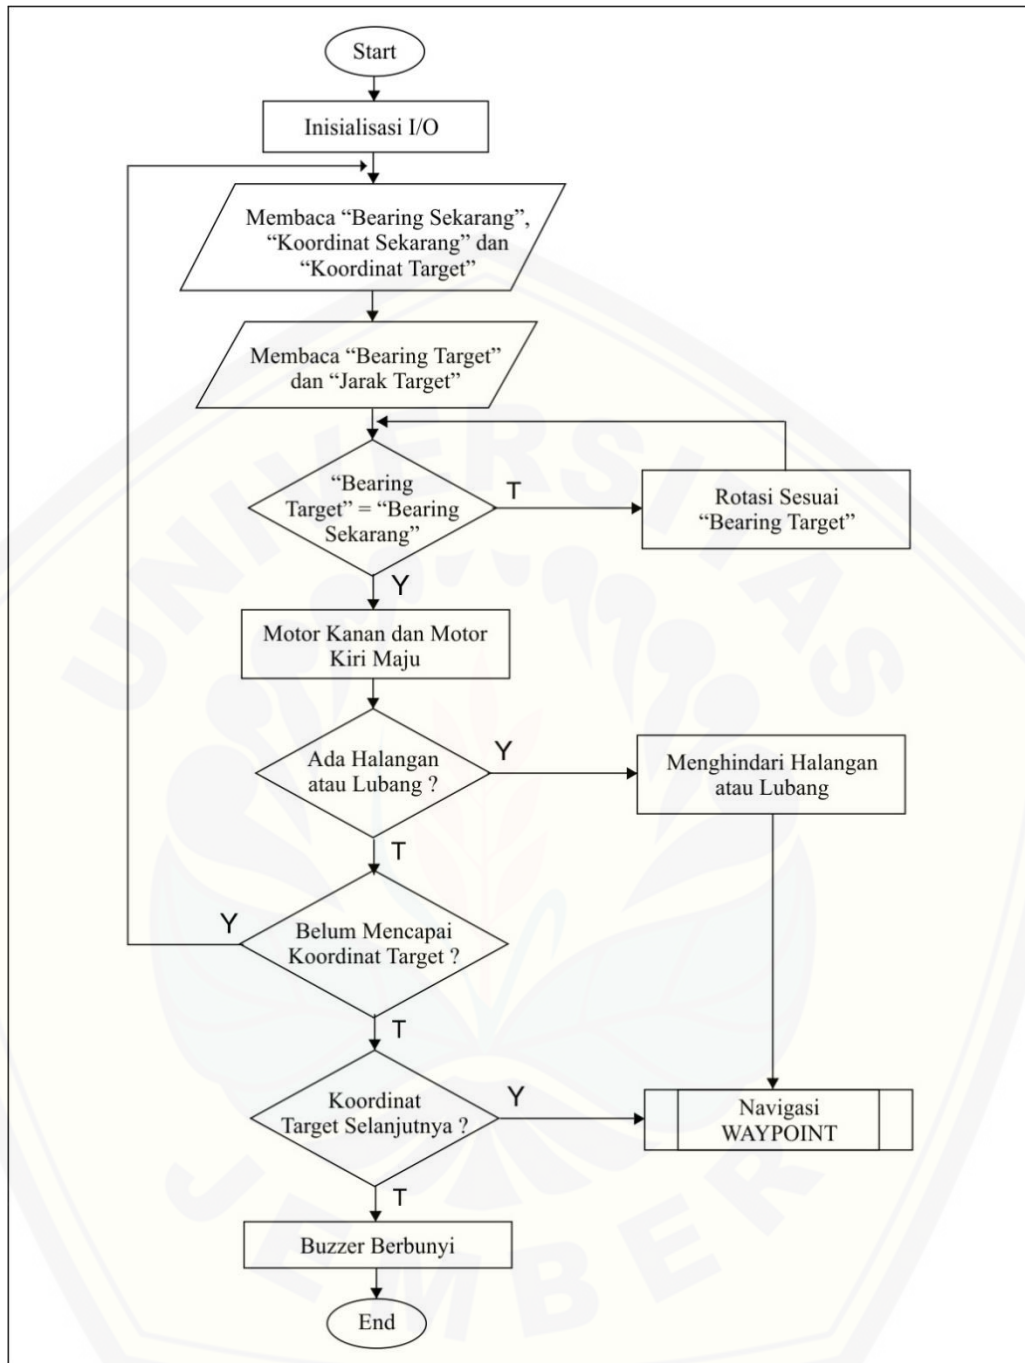 Start
Inisialisasi I/O
Membaca “Bearing Sekarang”,
“Koordinat Sekarang” dan
“Koordinat Target”
Membaca “Bearing Target”
dan “Jarak Target”
“Bearing
Target” = “Bearing
Sekarang”
T
Rotasi Sesuai
“Bearing Target”
Y
Motor Kanan dan Motor
Kiri Maju
Ada Halangan
atau Lubang ?
Y
Menghindari Halangan
atau Lubang
T
Belum Mencapai
Koordinat Target ?
Y
T
Koordinat
Target Selanjutnya ?
Y
Navigasi
WAYPOINT
T
Buzzer Berbunyi
End
UNIVERSITAS
JEMBER